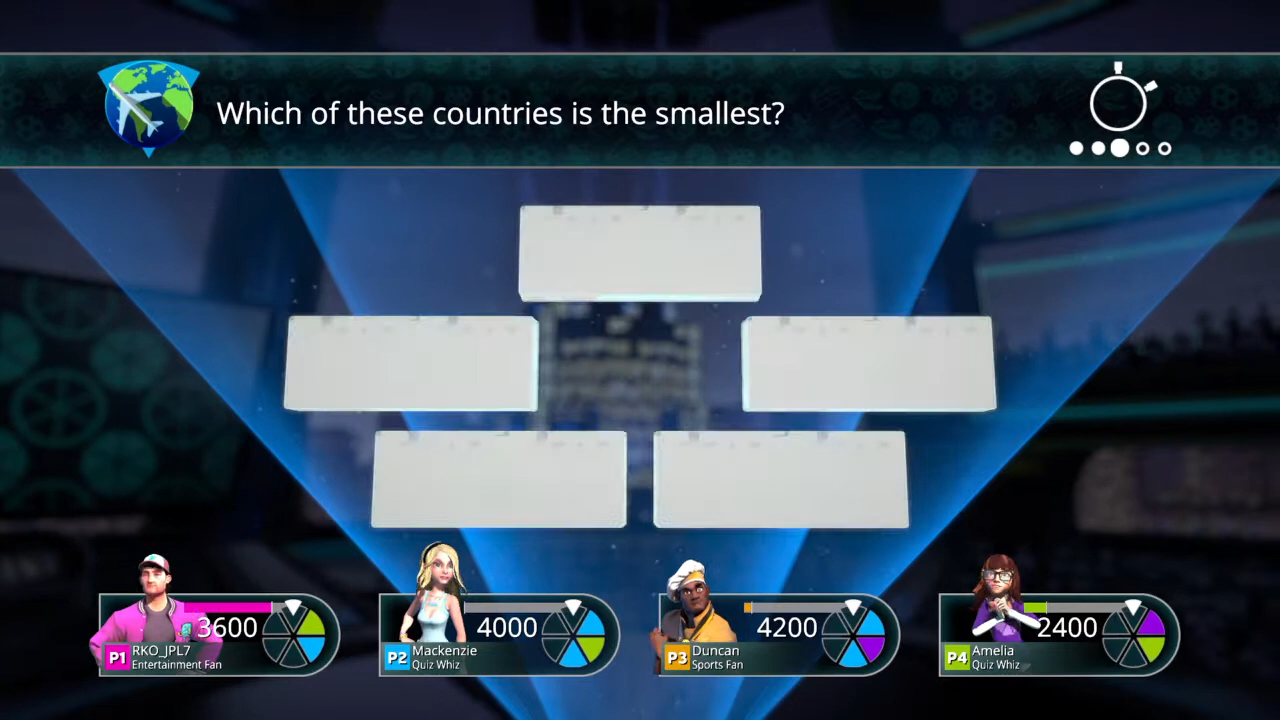 Which of these countries is the smallest?
3600
P1 RKO_JPL7
Entertainment Fan
4000
P2 Mackenzie
Quiz Whiz
4200
P3 Duncan
Sports Fan
2400
P4 Amelia
Quiz Whiz